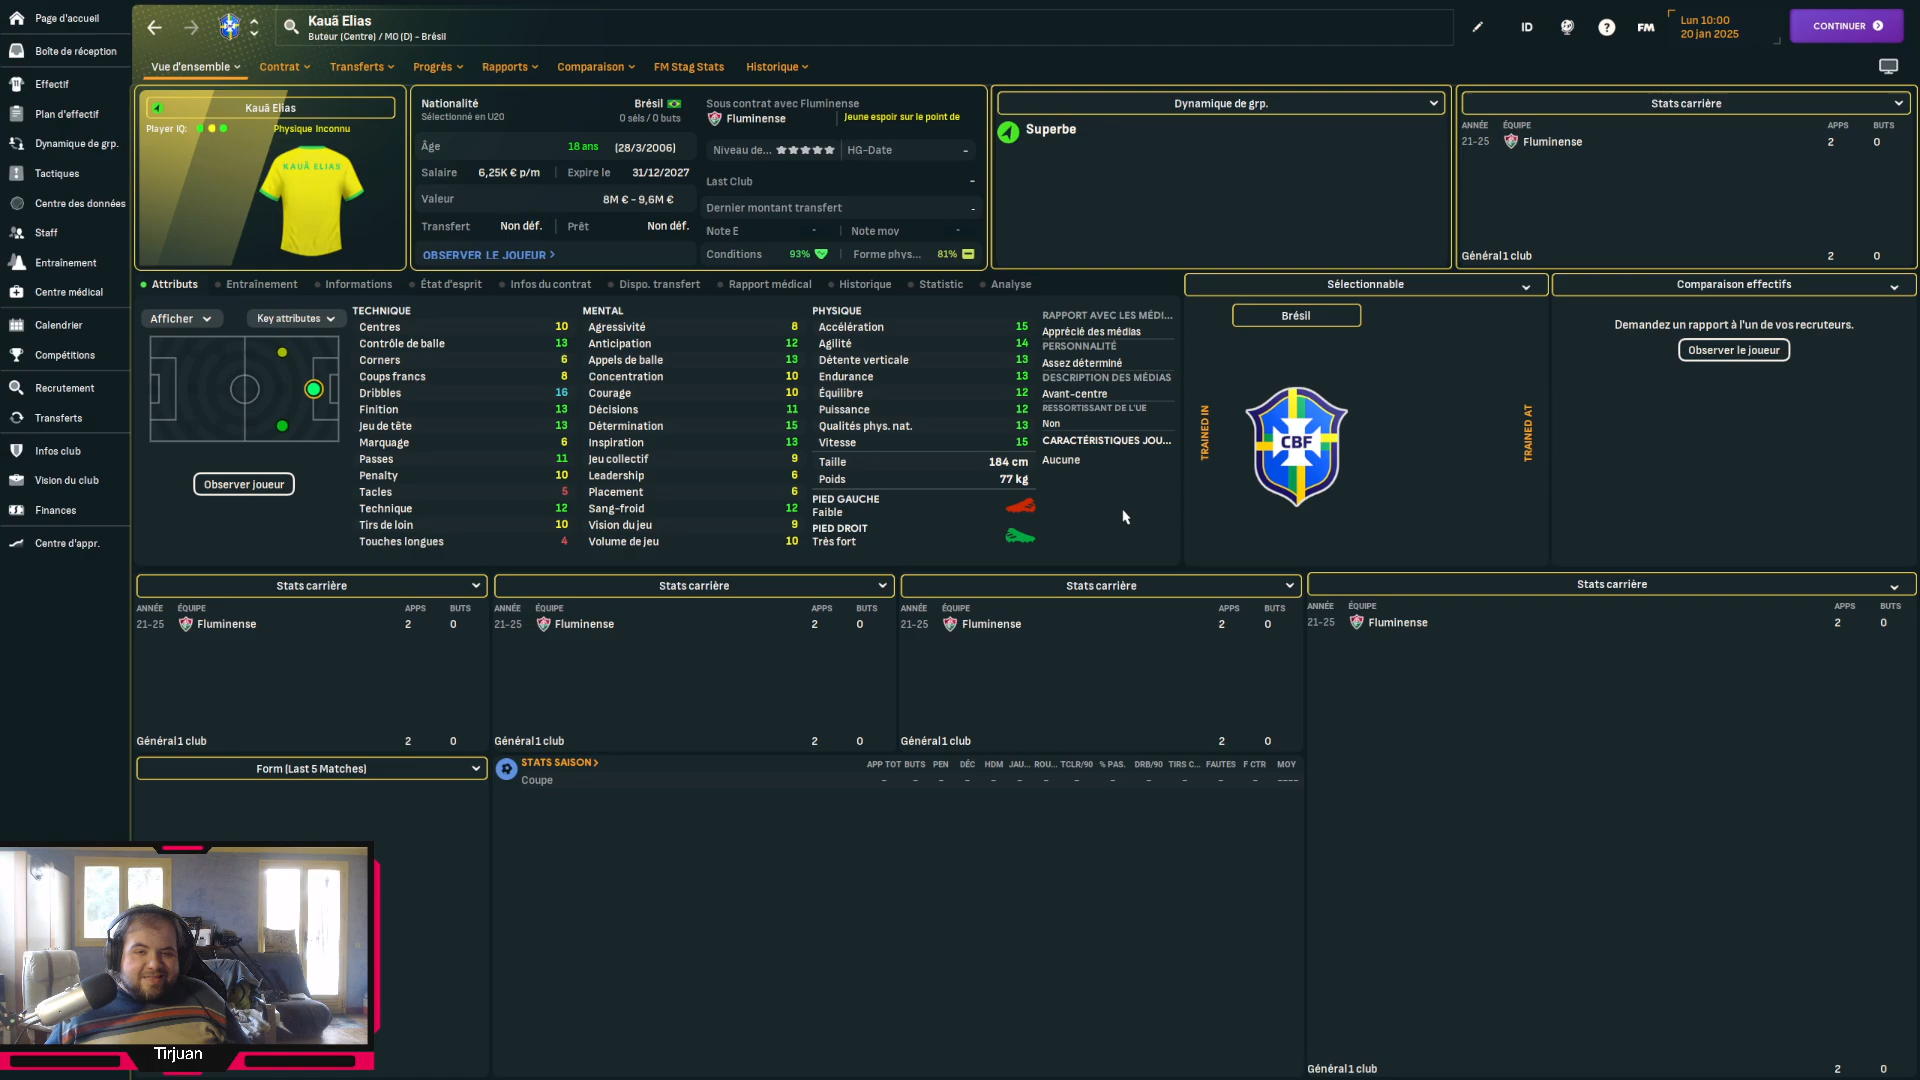 Page d'accueil
Boîte de réception
Effectif
Plan d'effectif
Dynamique de grp.
Tactiques
Centre des données
Staff
Entraînement
Centre médical
Calendrier
Compétitions
Recrutement
Transferts
Infos club
Vision du club
Finances
Centre d'appr.
Kauã Elias
Buteur (Centre) / MO (D) - Brésil
ID
?
FM
Lun 10:00
20 jan 2025
CONTINUER
Vue d'ensemble
Contrat
Transferts
Progrès
Rapports
Comparaison
FM Stag Stats
Historique
Kauã Elias
Player IQ:
Physique Inconnu
KAUÃ ELIAS
Nationalité
Brésil
Sélectionné en U20
0 séls / 0 buts
Âge
18 ans
(28/3/2006)
Salaire
6,25K € p/m
Expire le
31/12/2027
Valeur
8M € - 9,6M €
Transfert
Non déf.
Prêt
Non déf.
OBSERVER LE JOUEUR >
Sous contrat avec Fluminense
Fluminense
Jeune espoir sur le point de
Niveau de...
HG-Date
-
Last Club
-
Dernier montant transfert
-
Note E
-
Note moy
-
Conditions
93%
Forme phys...
81%
Dynamique de grp.
Superbe
Stats carrière
ANNÉE ÉQUIPE APPS BUTS
21-25 Fluminense 2 0
Général 1 club 2 0
Attributs
Entraînement
Informations
État d'esprit
Infos du contrat
Dispo. transfert
Rapport médical
Historique
Statistic
Analyse
Afficher
Key attributes
Observer joueur
TECHNIQUE
Centres 10
Contrôle de balle 13
Corners 6
Coups francs 8
Dribbles 16
Finition 13
Jeu de tête 13
Marquage 6
Passes 11
Penalty 10
Tacles 5
Technique 12
Tirs de loin 10
Touches longues 4
MENTAL
Agressivité 8
Anticipation 12
Appels de balle 13
Concentration 10
Courage 10
Décisions 11
Détermination 15
Inspiration 13
Jeu collectif 9
Leadership 6
Placement 6
Sang-froid 12
Vision du jeu 9
Volume de jeu 10
PHYSIQUE
Accélération 15
Agilité 14
Détente verticale 13
Endurance 13
Équilibre 12
Puissance 12
Qualités phys. nat. 13
Vitesse 15
Taille 184 cm
Poids 77 kg
PIED GAUCHE
Faible
PIED DROIT
Très fort
RAPPORT AVEC LES MÉDI...
Apprécié des médias
PERSONNALITÉ
Assez déterminé
DESCRIPTION DES MÉDIAS
Avant-centre
RESSORTISSANT DE L'UE
Non
CARACTÉRISTIQUES JOU...
Aucune
Sélectionnable
Brésil
TRAINED IN
CBF
TRAINED AT
Comparaison effectifs
Demandez un rapport à l'un de vos recruteurs.
Observer le joueur
Stats carrière
ANNÉE ÉQUIPE APPS BUTS
21-25 Fluminense 2 0
Général 1 club 2 0
Stats carrière
ANNÉE ÉQUIPE APPS BUTS
21-25 Fluminense 2 0
Général 1 club 2 0
Stats carrière
ANNÉE ÉQUIPE APPS BUTS
21-25 Fluminense 2 0
Général 1 club 2 0
Stats carrière
ANNÉE ÉQUIPE APPS BUTS
21-25 Fluminense 2 0
Général 1 club 2 0
Form (Last 5 Matches)
STATS SAISON >
APP TOT BUTS PEN DÉC HDM JAU... ROU... TCLR/90 % PAS. DRB/90 TIRS C... FAUTES F CTR MOY
Coupe - - - - - - - - - - - - - ----
Tirjuan